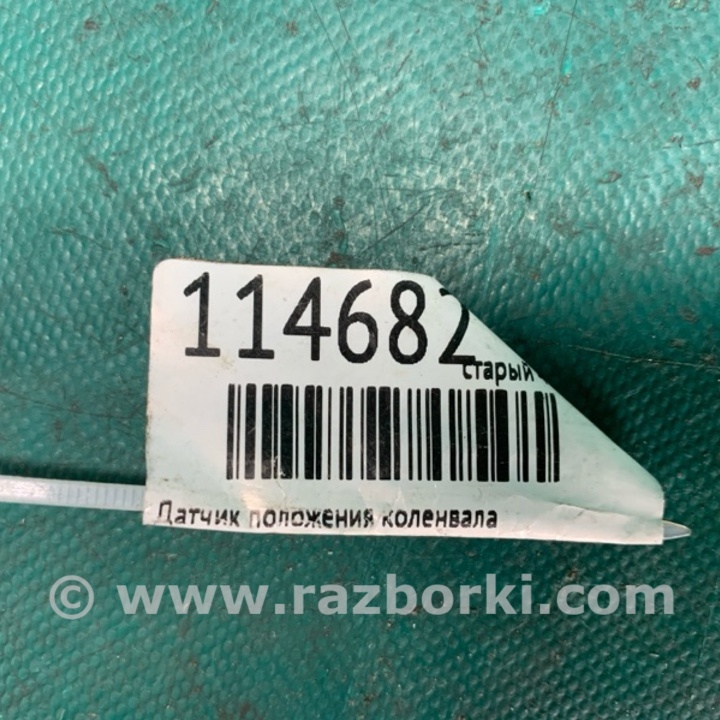 114682
старый
Датчик положения коленвала
© www.razborki.com